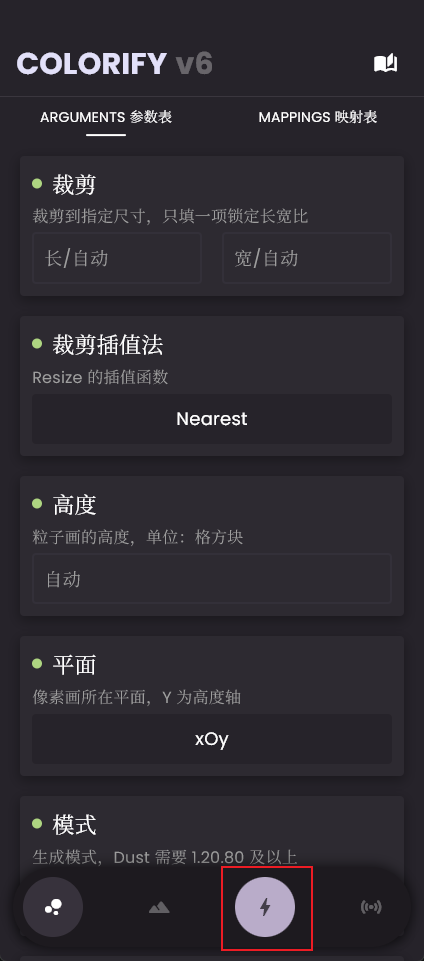 COLORIFY v6
ARGUMENTS 参数表
MAPPINGS 映射表
裁剪
裁剪到指定尺寸，只填一项锁定长宽比
长/自动
宽/自动
裁剪插值法
Resize 的插值函数
Nearest
高度
粒子画的高度，单位：格方块
自动
平面
像素画所在平面，Y 为高度轴
xOy
模式
生成模式，Dust 需要 1.20.80 及以上